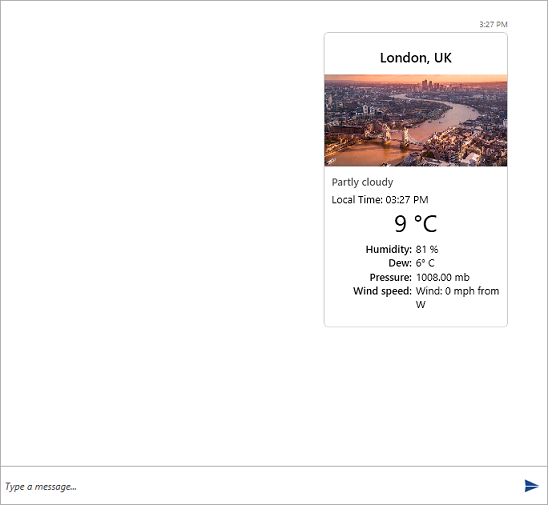 3:27 PM
London, UK
Partly cloudy
Local Time: 03:27 PM
9 °C
Humidity: 81 %
Dew: 6° C
Pressure: 1008.00 mb
Wind speed: Wind: 0 mph from
W
Type a message...